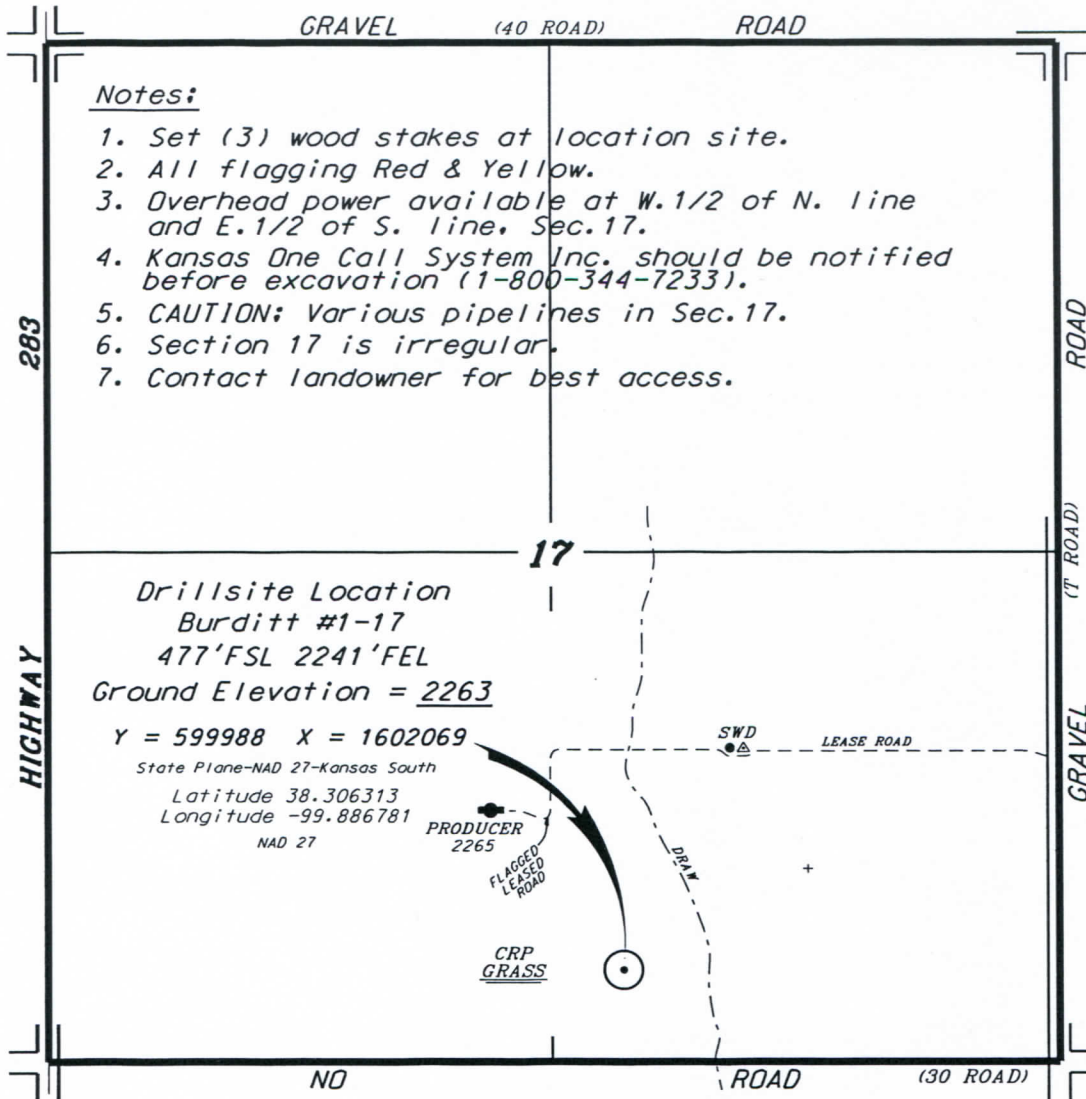 GRAVEL (40 ROAD) ROAD
Notes:
1. Set (3) wood stakes at location site.
2. All flagging Red & Yellow.
3. Overhead power available at W.1/2 of N. line
and E.1/2 of S. line, Sec.17.
4. Kansas One Call System Inc. should be notified
before excavation (1-800-344-7233).
5. CAUTION: Various pipelines in Sec.17.
6. Section 17 is irregular.
7. Contact landowner for best access.
HIGHWAY 283
GRAVEL (T ROAD) ROAD
17
Drillsite Location
Burditt #1-17
477'FSL 2241'FEL
Ground Elevation = 2263
Y = 599988 X = 1602069
State Plane-NAD 27-Kansas South
Latitude 38.306313
Longitude -99.886781
NAD 27
SWD
LEASE ROAD
PRODUCER
2265
FLAGGED
LEASED
ROAD
DRAW
CRP
GRASS
NO ROAD (30 ROAD)